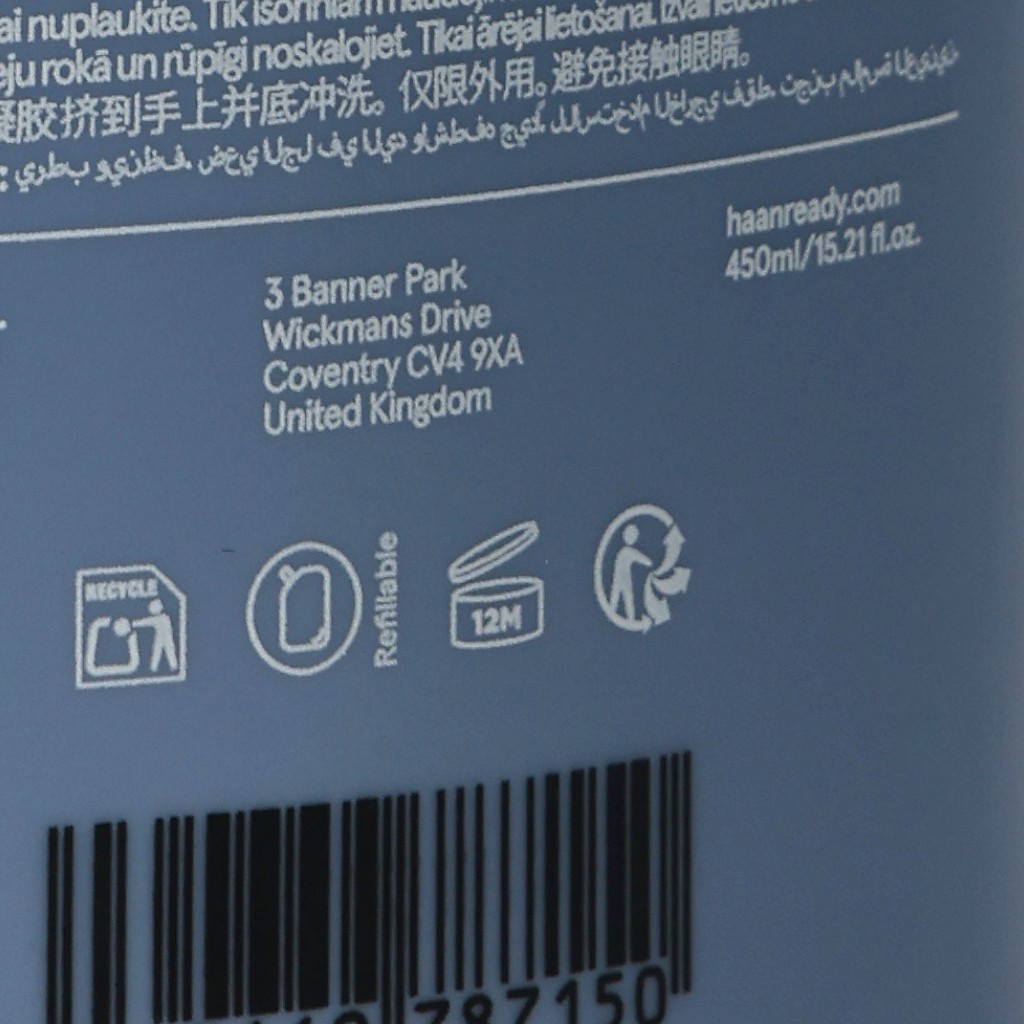 ai nuplaukite. Tik
eju rokā un rūpīgi noskalojiet. Tikai ārējai lietošanai.
凝胶挤到手上并底冲洗。仅限外用。避免接触眼睛。
haanready.com
450ml/15.21 fl.oz.
3 Banner Park
Wickmans Drive
Coventry CV4 9XA
United Kingdom
RECYCLE
Refillable
12M
787150